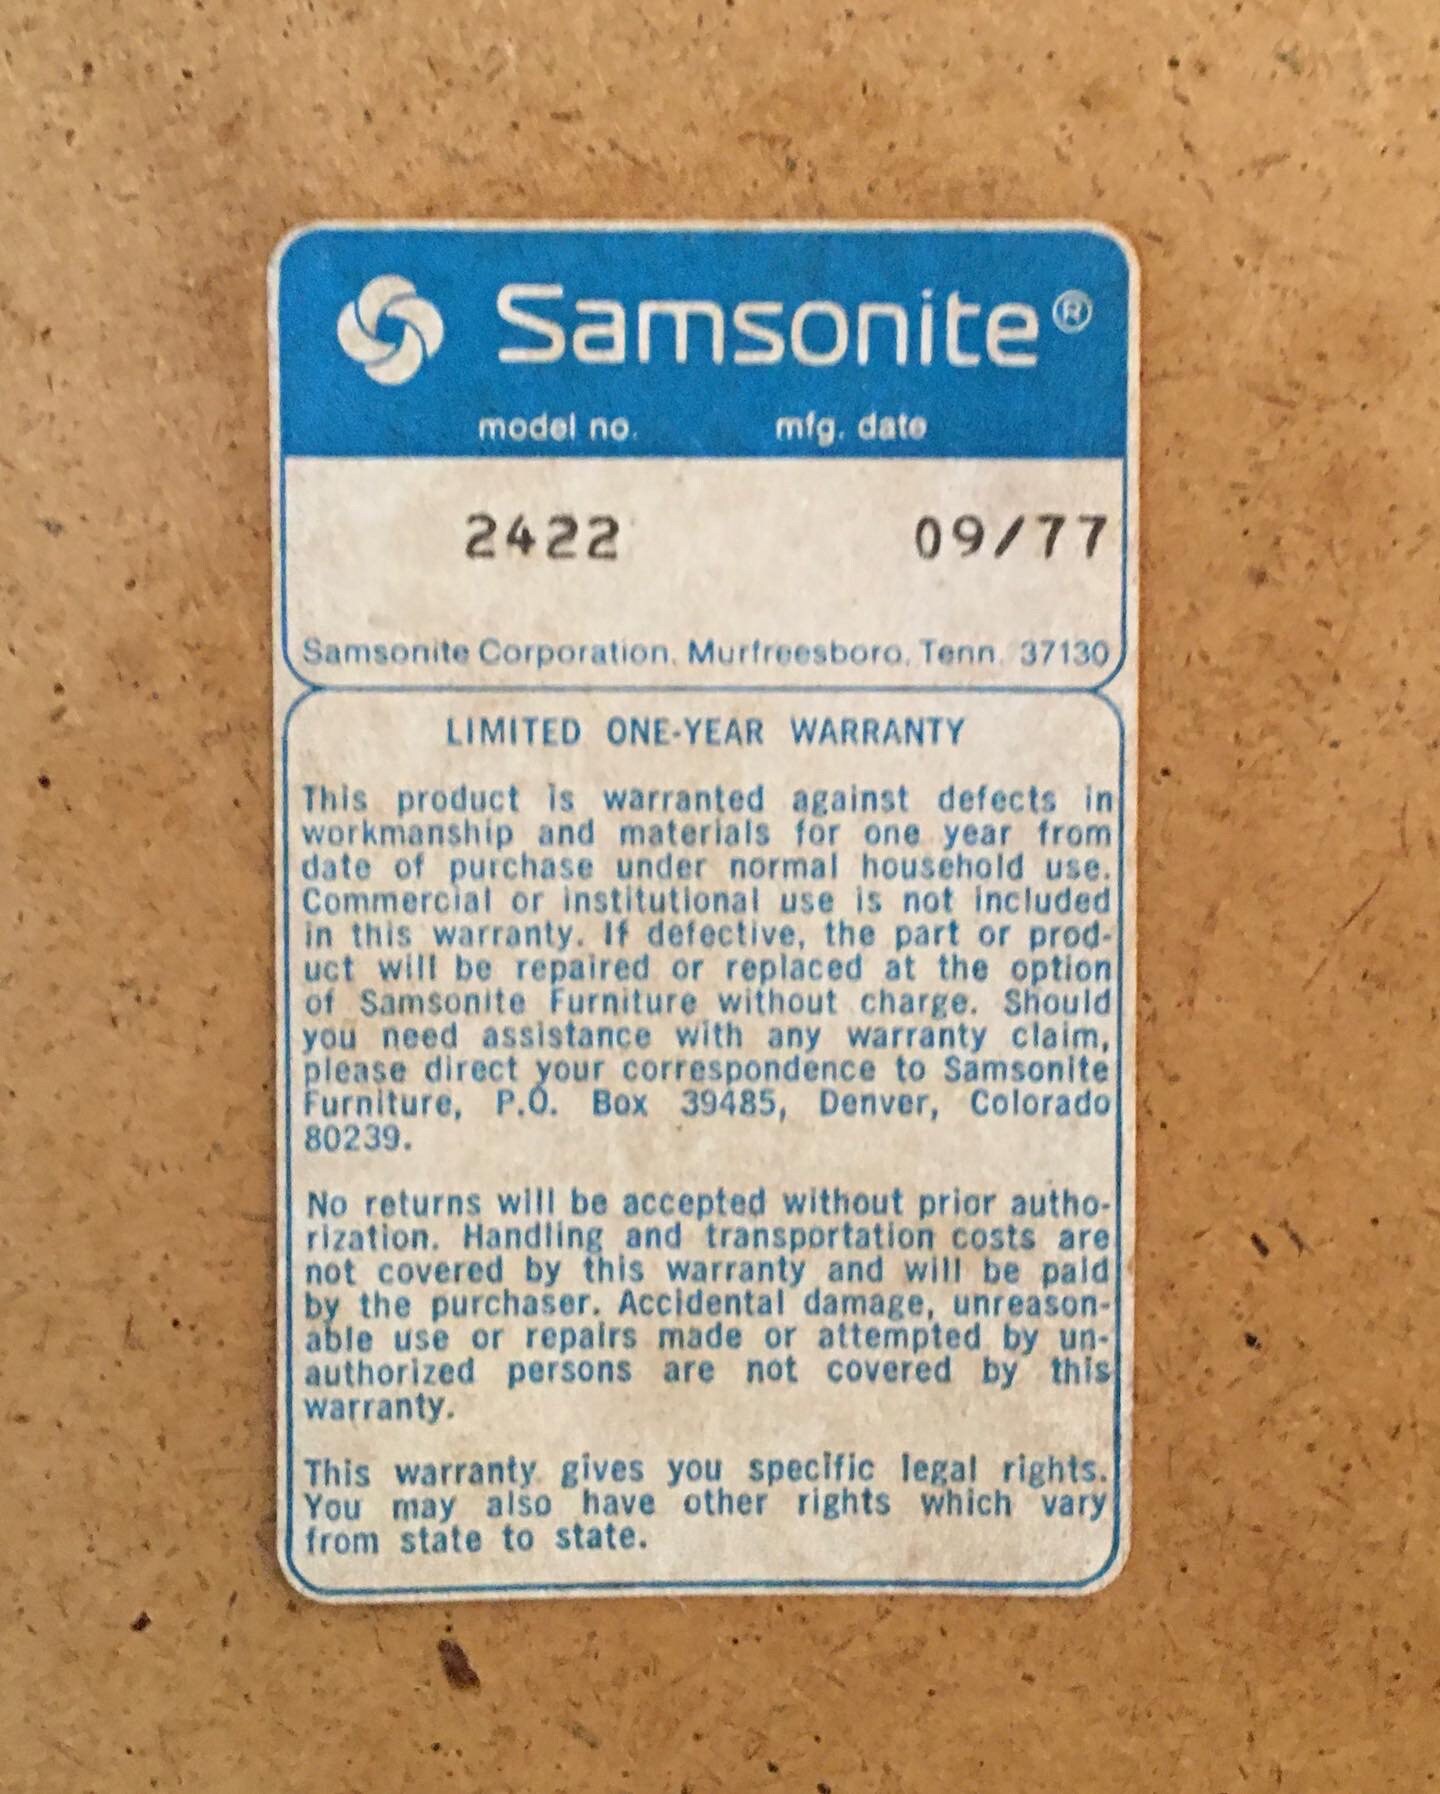 Samsonite®
model no. mfg. date
2422 09/77
Samsonite Corporation, Murfreesboro, Tenn. 37130
LIMITED ONE-YEAR WARRANTY
This product is warranted against defects in
workmanship and materials for one year from
date of purchase under normal household use.
Commercial or institutional use is not included
in this warranty. If defective, the part or prod-
uct will be repaired or replaced at the option
of Samsonite Furniture without charge. Should
you need assistance with any warranty claim,
please direct your correspondence to Samsonite
Furniture, P.O. Box 39485, Denver, Colorado
80239.
No returns will be accepted without prior autho-
rization. Handling and transportation costs are
not covered by this warranty and will be paid
by the purchaser. Accidental damage, unreason-
able use or repairs made or attempted by un-
authorized persons are not covered by this
warranty.
This warranty gives you specific legal rights.
You may also have other rights which vary
from state to state.